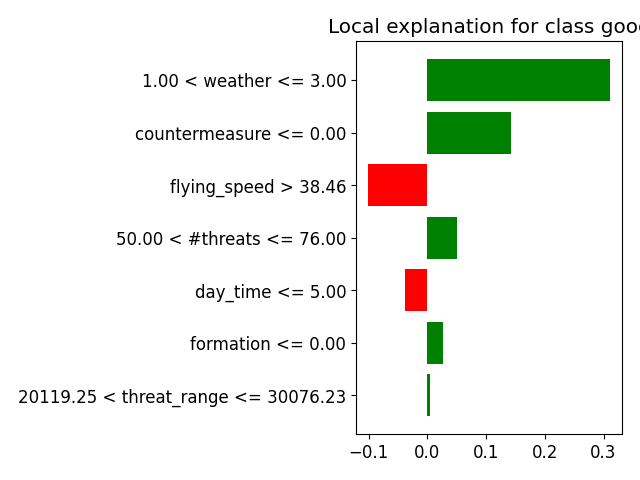 Local explanation for class goo
1.00 < weather <= 3.00
countermeasure <= 0.00
flying_speed > 38.46
50.00 < #threats <= 76.00
day_time <= 5.00
formation <= 0.00
20119.25 < threat_range <= 30076.23
−0.1 0.0 0.1 0.2 0.3